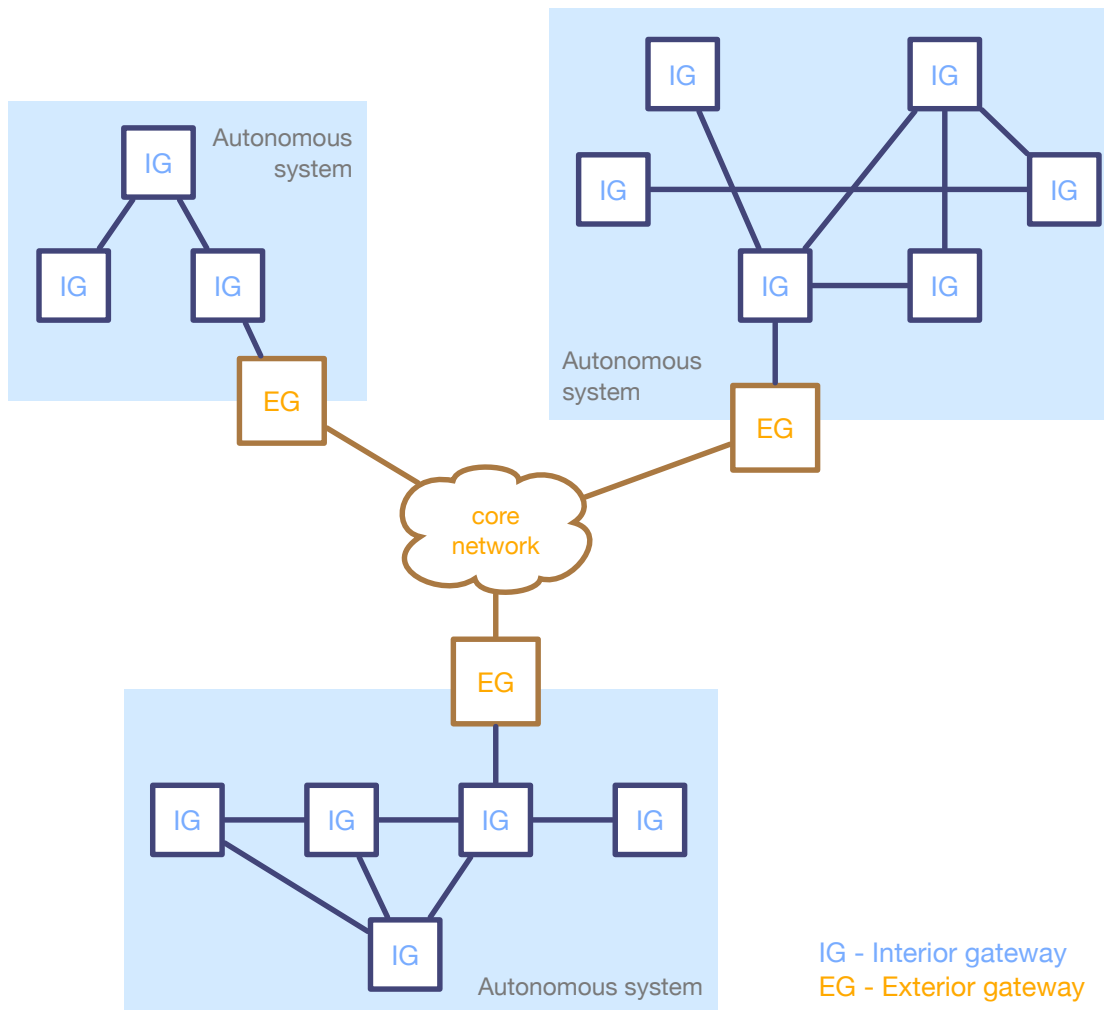 IG
IG
IG
Autonomous
system
IG
IG
IG
IG
IG
IG
IG
EG
Autonomous
system
EG
core
network
EG
IG
IG
IG
IG
IG
Autonomous system
IG - Interior gateway
EG - Exterior gateway